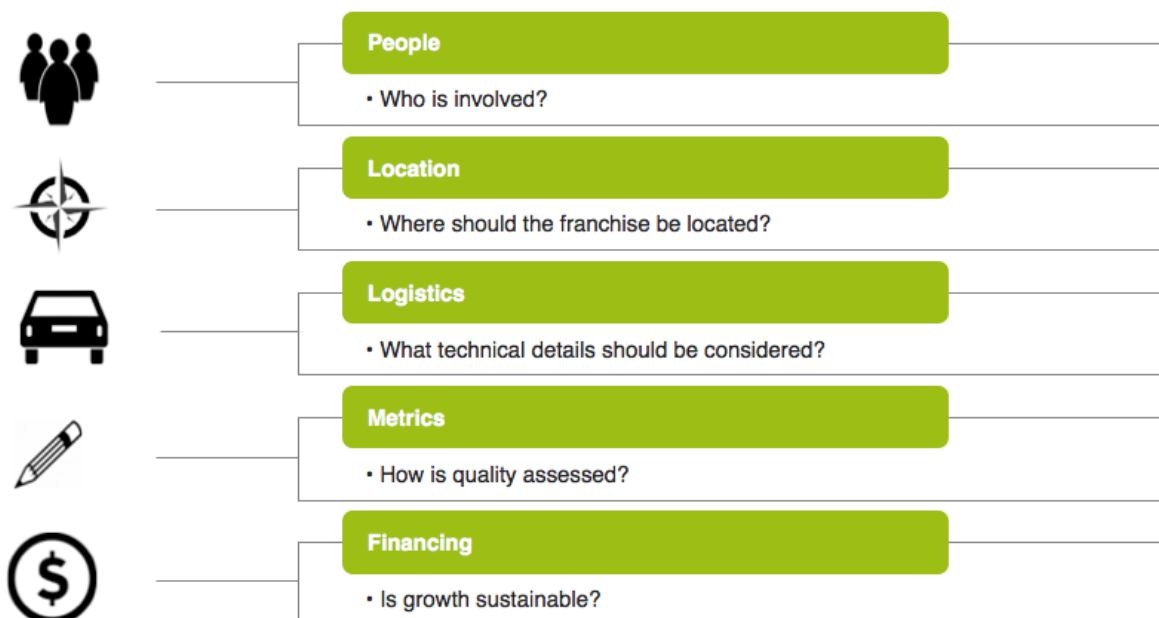 People
• Who is involved?
Location
• Where should the franchise be located?
Logistics
• What technical details should be considered?
Metrics
• How is quality assessed?
Financing
• Is growth sustainable?
$